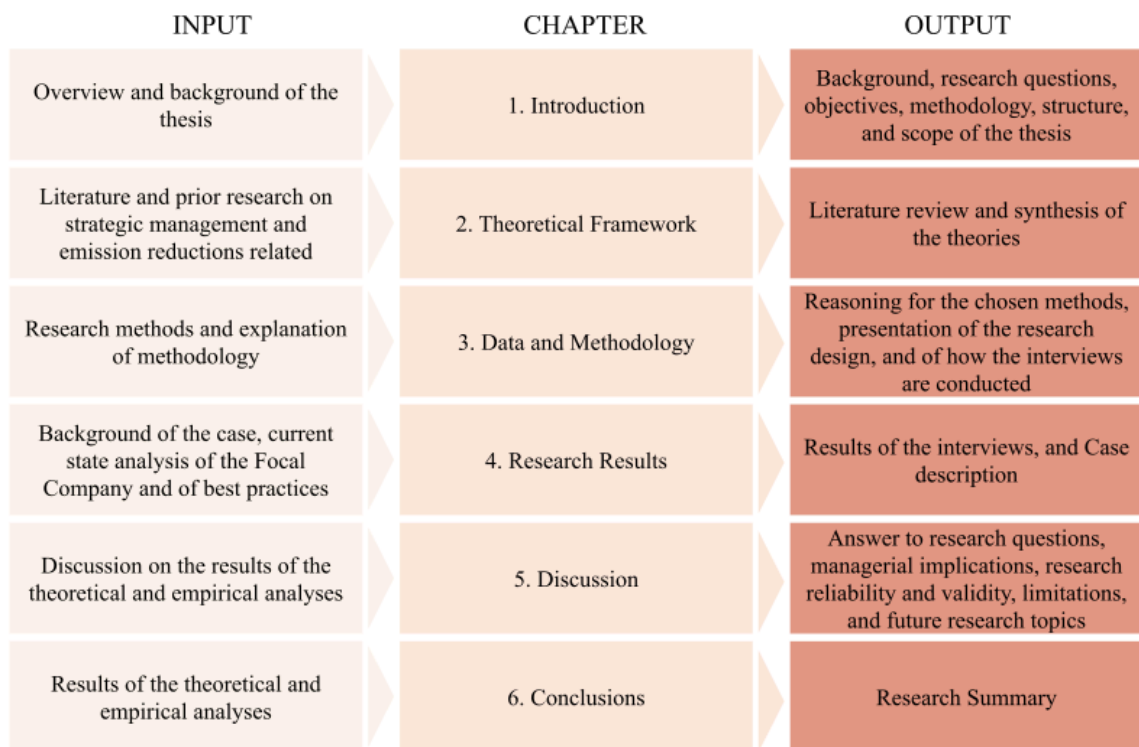 INPUT
CHAPTER
OUTPUT
Overview and background of the
thesis
1. Introduction
Background, research questions,
objectives, methodology, structure,
and scope of the thesis
Literature and prior research on
strategic management and
emission reductions related
2. Theoretical Framework
Literature review and synthesis of
the theories
Research methods and explanation
of methodology
3. Data and Methodology
Reasoning for the chosen methods,
presentation of the research
design, and of how the interviews
are conducted
Background of the case, current
state analysis of the Focal
Company and of best practices
4. Research Results
Results of the interviews, and Case
description
Discussion on the results of the
theoretical and empirical analyses
5. Discussion
Answer to research questions,
managerial implications, research
reliability and validity, limitations,
and future research topics
Results of the theoretical and
empirical analyses
6. Conclusions
Research Summary